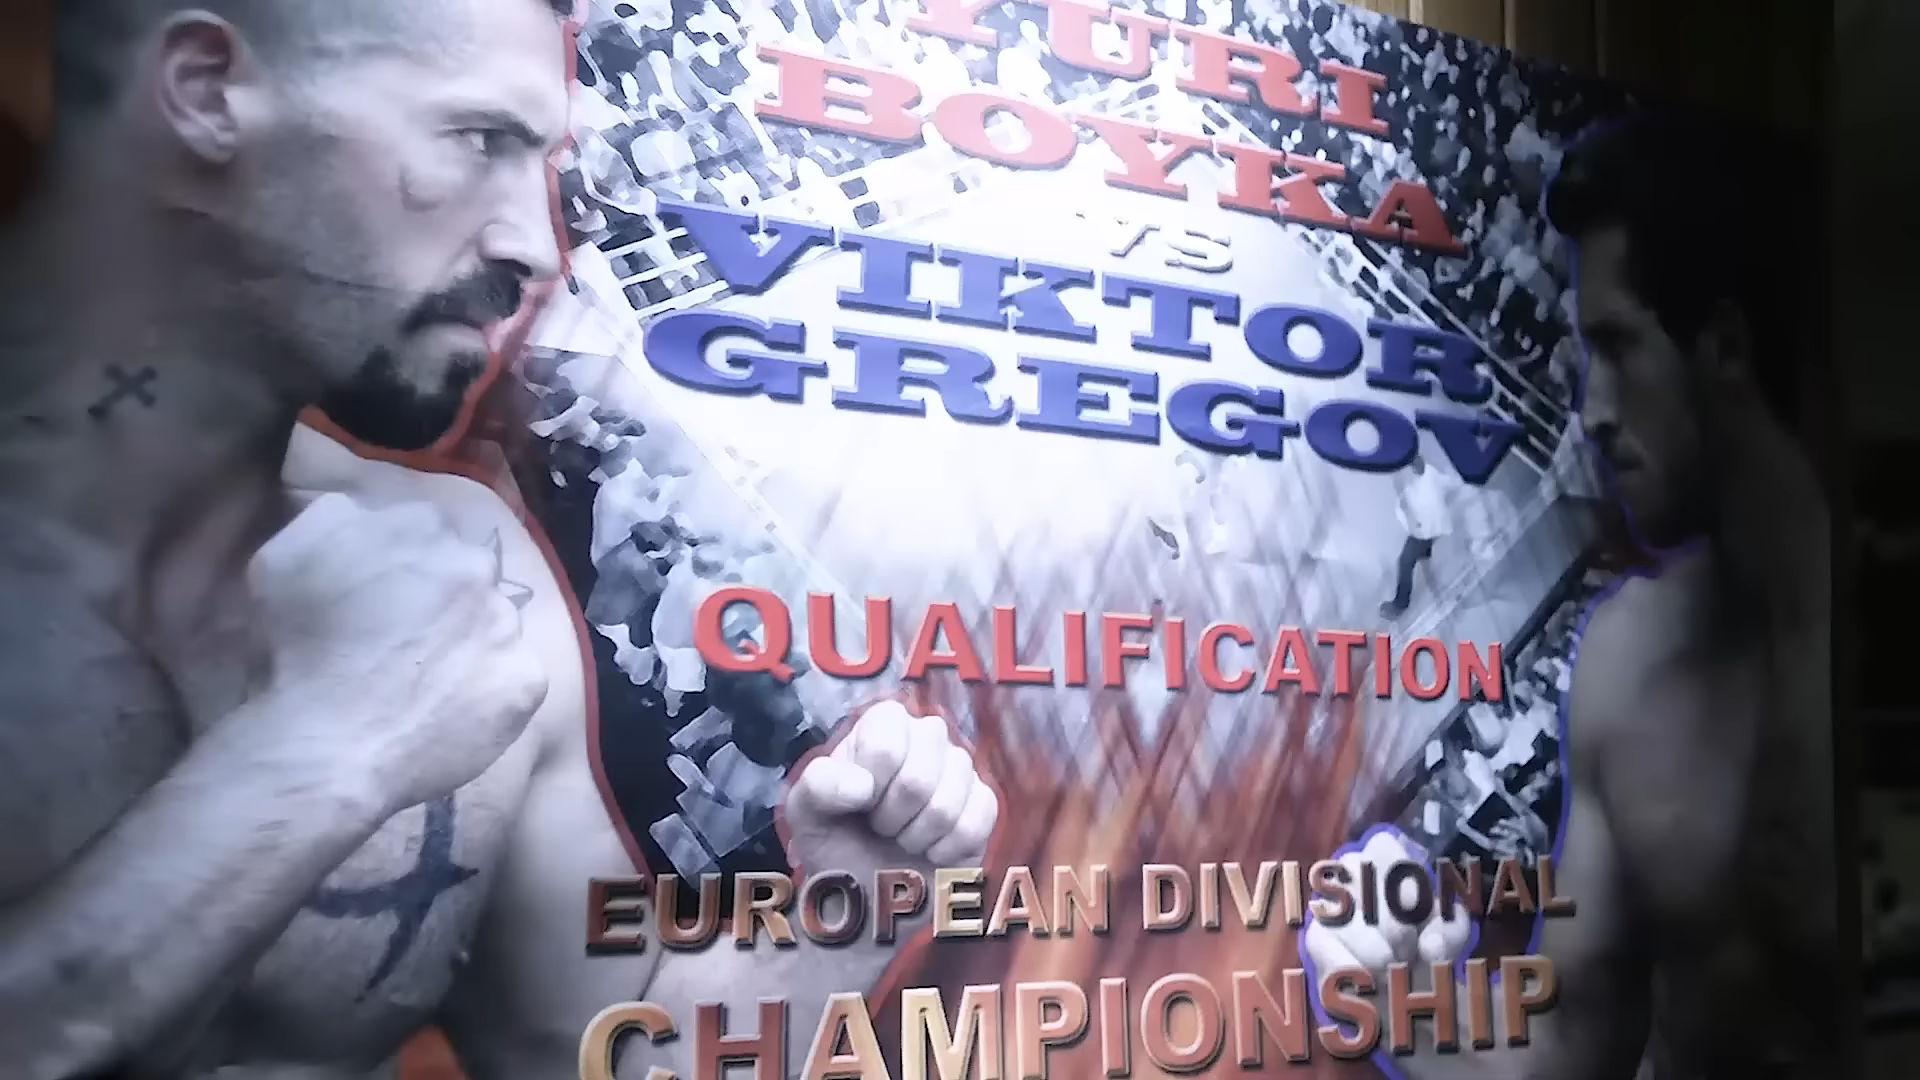 YURI
BOYKA
VS
VIKTOR
GREGOV
QUALIFICATION
EUROPEAN DIVISIONAL
CHAMPIONSHIP